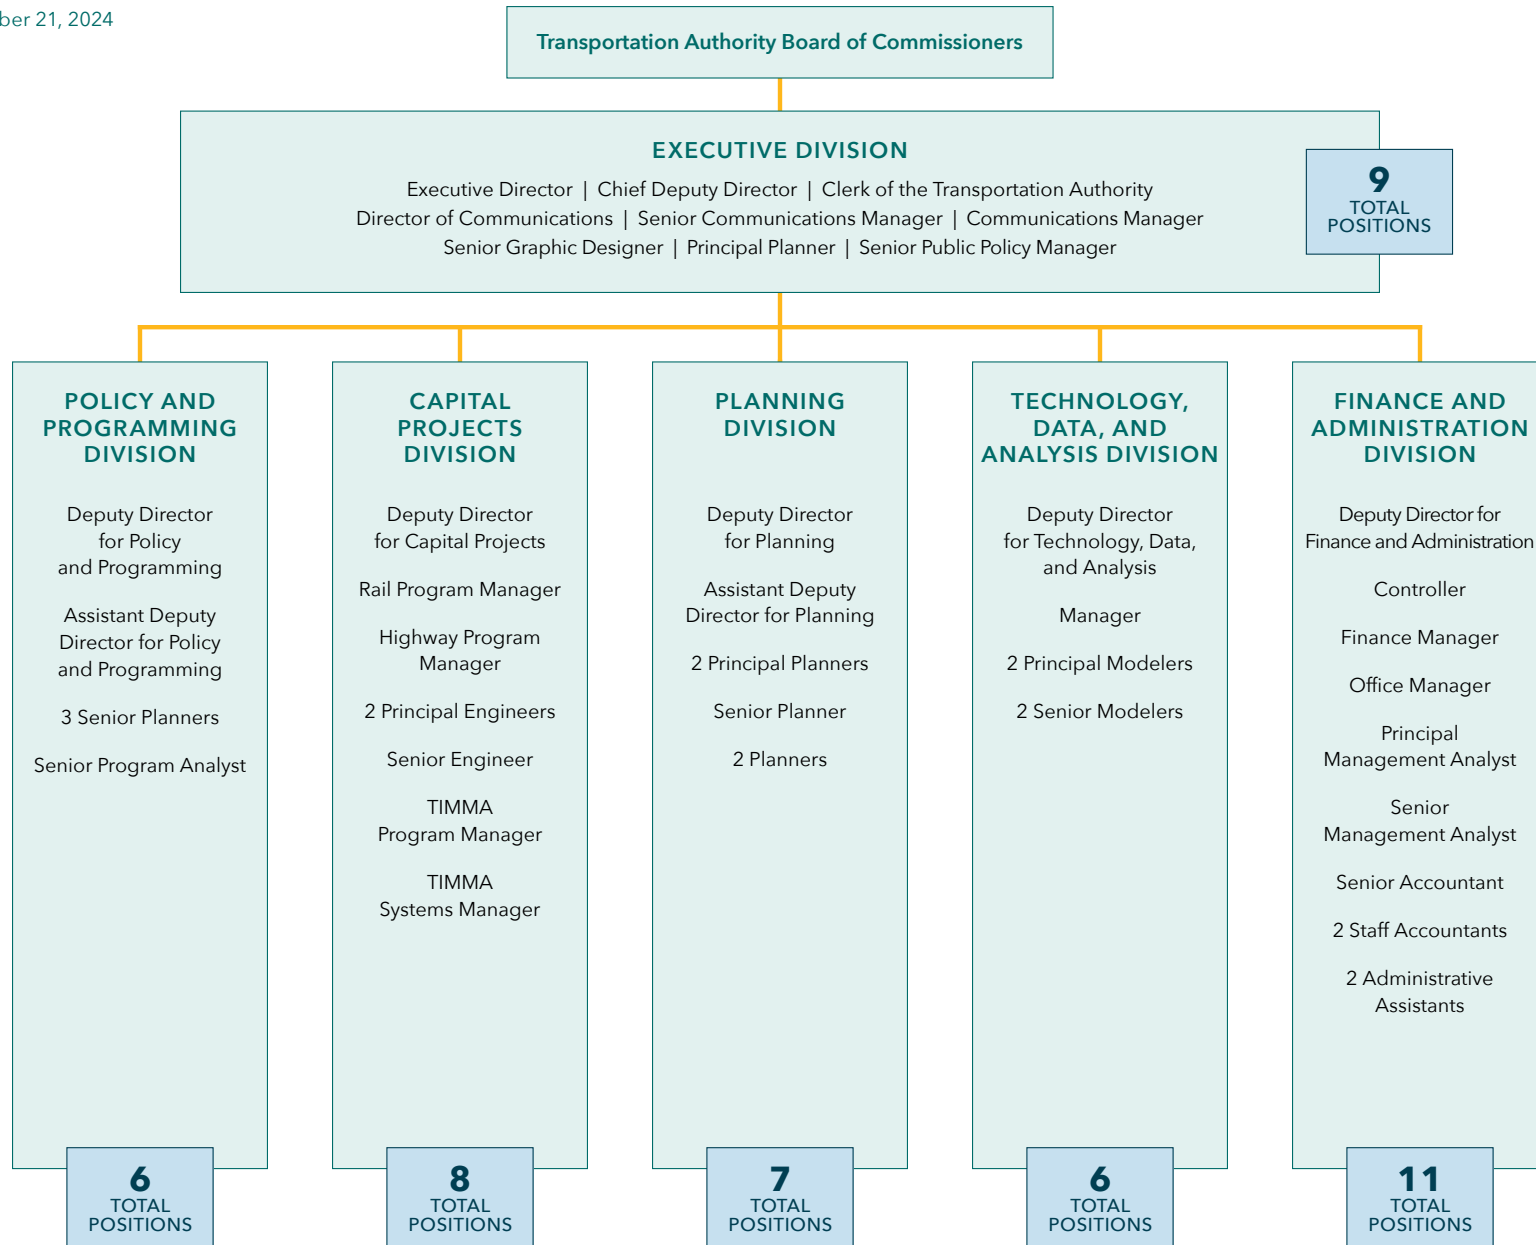 21, 2024
Transportation Authority Board of Commissioners
EXECUTIVE DIVISION
Executive Director | Chief Deputy Director | Clerk of the Transportation Authority
Director of Communications | Senior Communications Manager | Communications Manager
Senior Graphic Designer | Principal Planner | Senior Public Policy Manager
9
TOTAL
POSITIONS
POLICY AND
PROGRAMMING
DIVISION
Deputy Director
for Policy
and Programming
Assistant Deputy
Director for Policy
and Programming
3 Senior Planners
Senior Program Analyst
6
TOTAL
POSITIONS
CAPITAL
PROJECTS
DIVISION
Deputy Director
for Capital Projects
Rail Program Manager
Highway Program
Manager
2 Principal Engineers
Senior Engineer
TIMMA
Program Manager
TIMMA
Systems Manager
8
TOTAL
POSITIONS
PLANNING
DIVISION
Deputy Director
for Planning
Assistant Deputy
Director for Planning
2 Principal Planners
Senior Planner
2 Planners
7
TOTAL
POSITIONS
TECHNOLOGY,
DATA, AND
ANALYSIS DIVISION
Deputy Director
for Technology, Data,
and Analysis
Manager
2 Principal Modelers
2 Senior Modelers
6
TOTAL
POSITIONS
FINANCE AND
ADMINISTRATION
DIVISION
Deputy Director for
Finance and Administration
Controller
Finance Manager
Office Manager
Principal
Management Analyst
Senior
Management Analyst
Senior Accountant
2 Staff Accountants
2 Administrative
Assistants
11
TOTAL
POSITIONS